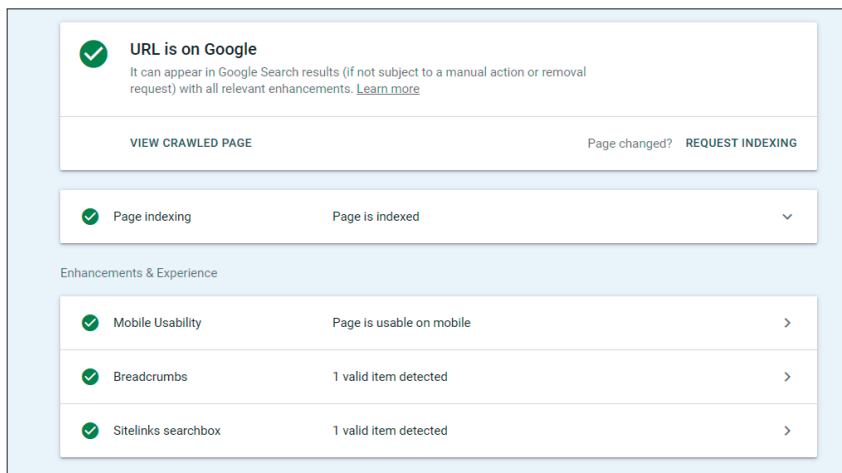 URL is on Google
It can appear in Google Search results (if not subject to a manual action or removal
request) with all relevant enhancements. Learn more
VIEW CRAWLED PAGE Page changed? REQUEST INDEXING
Page indexing Page is indexed
Enhancements & Experience
Mobile Usability Page is usable on mobile
Breadcrumbs 1 valid item detected
Sitelinks searchbox 1 valid item detected